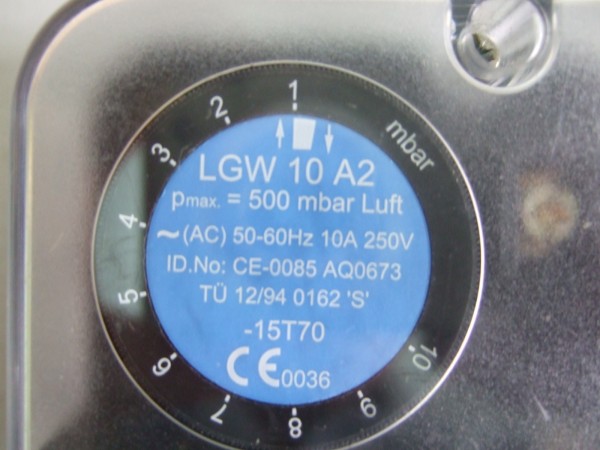 1
2
3
4
5
6
7
8
9
10
mbar
LGW 10 A2
pmax. = 500 mbar Luft
~(AC) 50-60Hz 10A 250V
ID.No: CE-0085 AQ0673
TÜ 12/94 0162 'S'
-15T70
CE0036